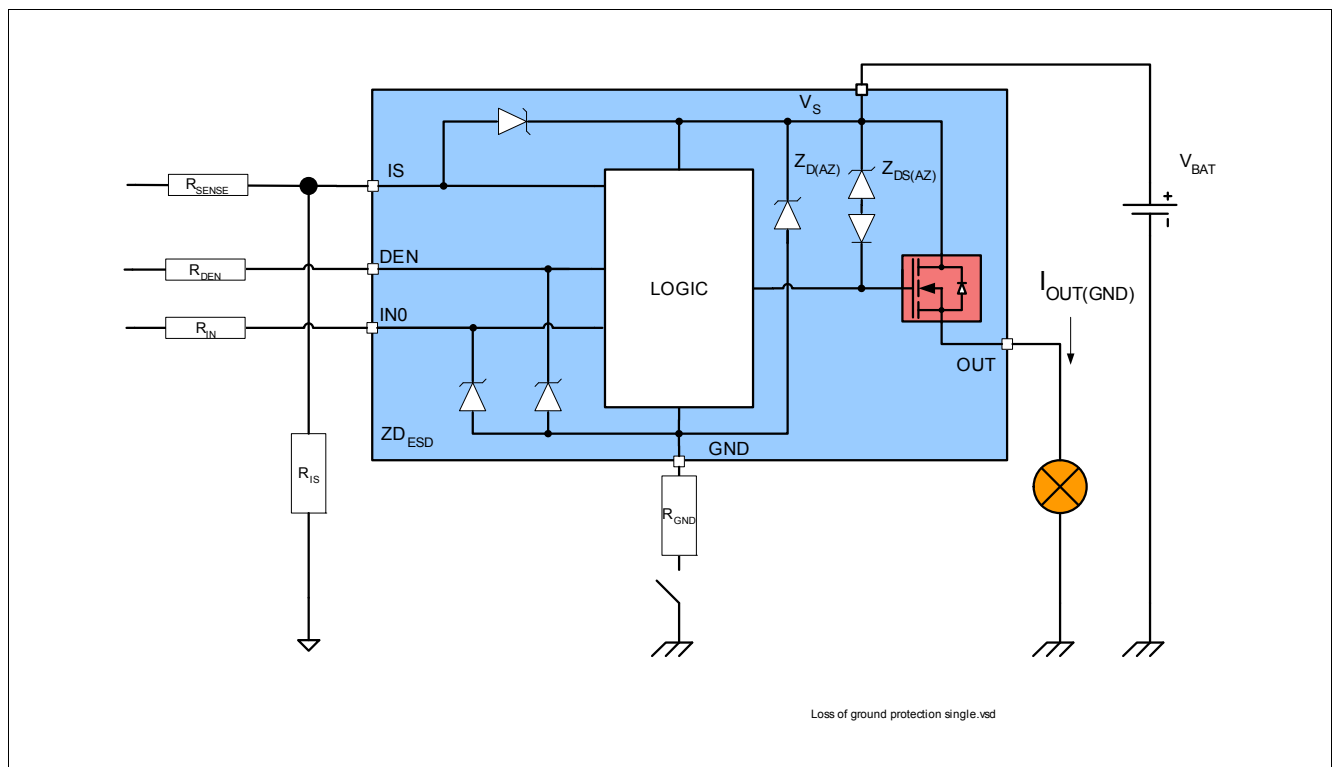 V_S
IS
Z_D(AZ)
Z_DS(AZ)
V_BAT
+
R_SENSE
DEN
R_DEN
LOGIC
I_OUT(GND)
IN0
R_IN
OUT
ZD_ESD
GND
R_IS
R_GND
Loss of ground protection single.vsd